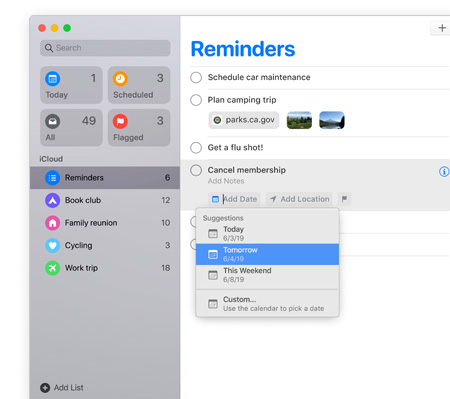 Search
1
Today
3
Scheduled
49
All
3
Flagged
iCloud
Reminders 6
Book club 12
Family reunion 10
Cycling 3
Work trip 18
Add List
Reminders
Schedule car maintenance
Plan camping trip
parks.ca.gov
Get a flu shot!
Cancel membership
Add Notes
Add Date Add Location
Suggestions
Today
6/3/19
Tomorrow
6/4/19
This Weekend
6/8/19
Custom...
Use the calendar to pick a date